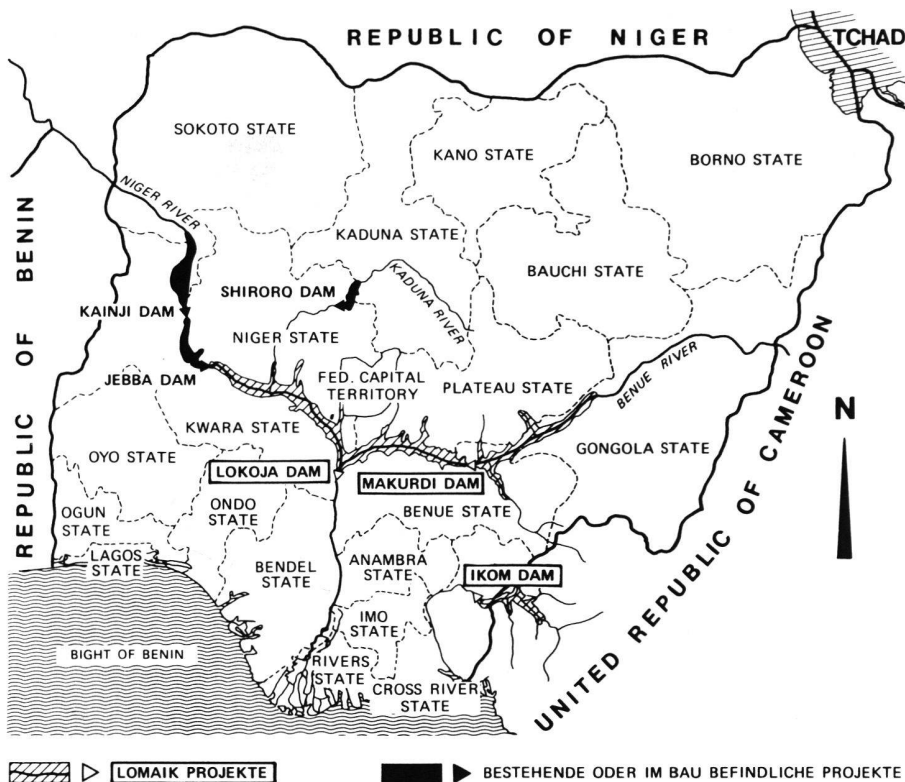 REPUBLIC OF NIGER
TCHAD
SOKOTO STATE
KANO STATE
BORNO STATE
NIGER RIVER
KADUNA STATE
BAUCHI STATE
REPUBLIC OF BENIN
SHIRORO DAM
KADUNA RIVER
KAINJI DAM
NIGER STATE
JEBBA DAM
FED. CAPITAL
TERRITORY
PLATEAU STATE
BENUE RIVER
N
KWARA STATE
GONGOLA STATE
OYO STATE
LOKOJA DAM
MAKURDI DAM
UNITED REPUBLIC OF CAMEROON
OGUN
STATE
ONDO
STATE
BENUE STATE
LAGOS
STATE
BENDEL
STATE
ANAMBRA
STATE
IKOM DAM
IMO
STATE
BIGHT OF BENIN
RIVERS
STATE
CROSS RIVER
STATE
LOMAIK PROJEKTE
BESTEHENDE ODER IM BAU BEFINDLICHE PROJEKTE